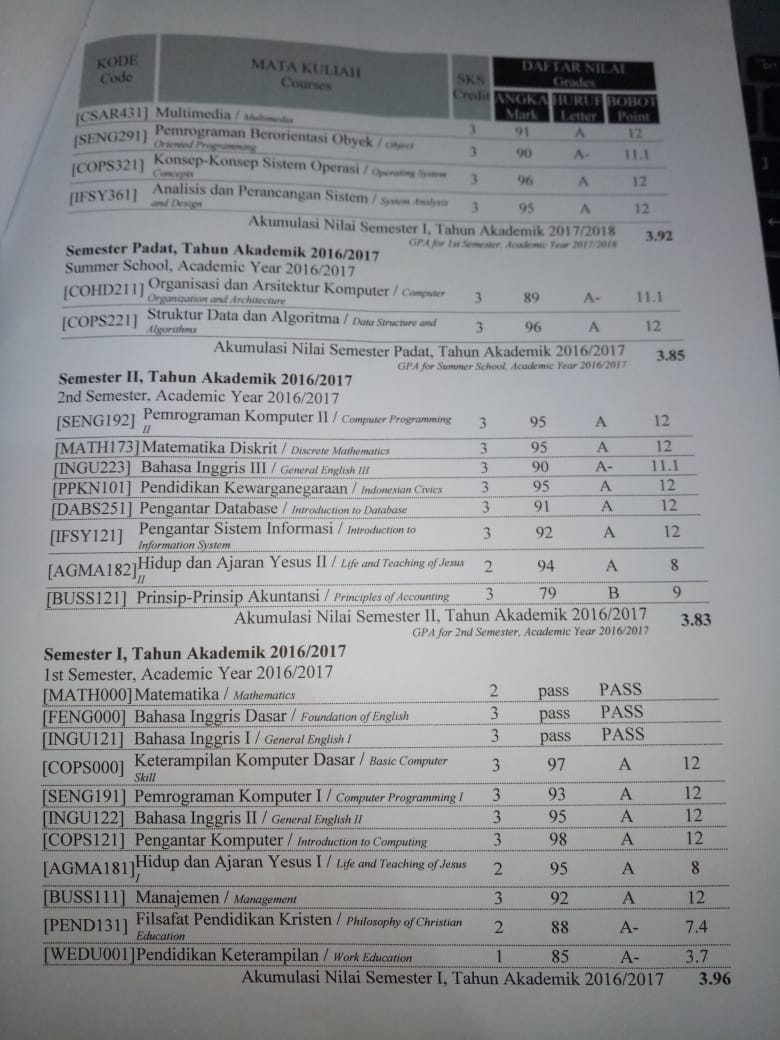 KODE Code MATA KULIAH Courses SKS Credit DAFTAR NILAI Grades
ANGKA Mark HURUF Letter BOBOT Point
[CSAR431] Multimedia / Multimedia 3 91 A 12
[SENG291] Pemrograman Berorientasi Obyek / Object Oriented Programming 3 90 A- 11.1
[COPS321] Konsep-Konsep Sistem Operasi / Operating System Concepts 3 96 A 12
[IFSY361] Analisis dan Perancangan Sistem / System Analysis and Design 3 95 A 12
Akumulasi Nilai Semester I, Tahun Akademik 2017/2018 3.92
GPA for 1st Semester, Academic Year 2017/2018
Semester Padat, Tahun Akademik 2016/2017
Summer School, Academic Year 2016/2017
[COHD211] Organisasi dan Arsitektur Komputer / Computer Organization and Architecture 3 89 A- 11.1
[COPS221] Struktur Data dan Algoritma / Data Structure and Algorithms 3 96 A 12
Akumulasi Nilai Semester Padat, Tahun Akademik 2016/2017 3.85
GPA for Summer School, Academic Year 2016/2017
Semester II, Tahun Akademik 2016/2017
2nd Semester, Academic Year 2016/2017
[SENG192] Pemrograman Komputer II / Computer Programming II 3 95 A 12
[MATH173] Matematika Diskrit / Discrete Mathematics 3 95 A 12
[INGU223] Bahasa Inggris III / General English III 3 90 A- 11.1
[PPKN101] Pendidikan Kewarganegaraan / Indonesian Civics 3 95 A 12
[DABS251] Pengantar Database / Introduction to Database 3 91 A 12
[IFSY121] Pengantar Sistem Informasi / Introduction to Information System 3 92 A 12
[AGMA182] Hidup dan Ajaran Yesus II / Life and Teaching of Jesus II 2 94 A 8
[BUSS121] Prinsip-Prinsip Akuntansi / Principles of Accounting 3 79 B 9
Akumulasi Nilai Semester II, Tahun Akademik 2016/2017 3.83
GPA for 2nd Semester, Academic Year 2016/2017
Semester I, Tahun Akademik 2016/2017
1st Semester, Academic Year 2016/2017
[MATH000] Matematika / Mathematics 2 pass PASS
[FENG000] Bahasa Inggris Dasar / Foundation of English 3 pass PASS
[INGU121] Bahasa Inggris I / General English I 3 pass PASS
[COPS000] Keterampilan Komputer Dasar / Basic Computer Skill 3 97 A 12
[SENG191] Pemrograman Komputer I / Computer Programming I 3 93 A 12
[INGU122] Bahasa Inggris II / General English II 3 95 A 12
[COPS121] Pengantar Komputer / Introduction to Computing 3 98 A 12
[AGMA181] Hidup dan Ajaran Yesus I / Life and Teaching of Jesus I 2 95 A 8
[BUSS111] Manajemen / Management 3 92 A 12
[PEND131] Filsafat Pendidikan Kristen / Philosophy of Christian Education 2 88 A- 7.4
[WEDU001] Pendidikan Keterampilan / Work Education 1 85 A- 3.7
Akumulasi Nilai Semester I, Tahun Akademik 2016/2017 3.96